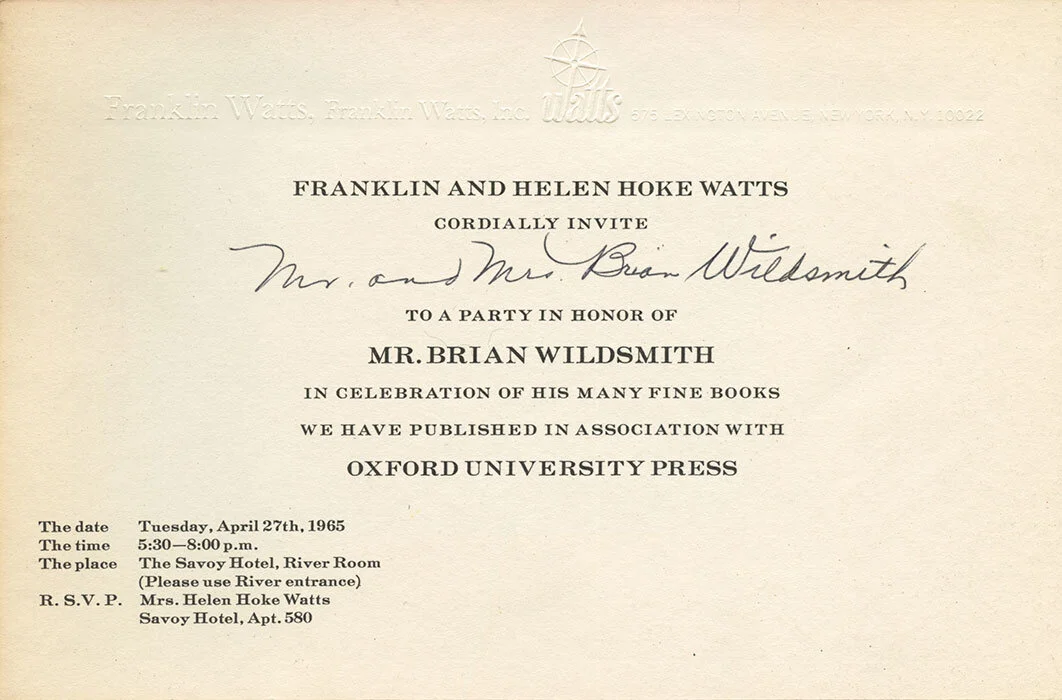 Franklin Watts, Franklin Watts, Inc. watts 575 LEXINGTON AVENUE, NEW YORK, N.Y. 10022
FRANKLIN AND HELEN HOKE WATTS
CORDIALLY INVITE
Mr. and Mrs. Brian Wildsmith
TO A PARTY IN HONOR OF
MR. BRIAN WILDSMITH
IN CELEBRATION OF HIS MANY FINE BOOKS
WE HAVE PUBLISHED IN ASSOCIATION WITH
OXFORD UNIVERSITY PRESS
The date Tuesday, April 27th, 1965
The time 5:30—8:00 p.m.
The place The Savoy Hotel, River Room
(Please use River entrance)
R. S. V. P. Mrs. Helen Hoke Watts
Savoy Hotel, Apt. 580